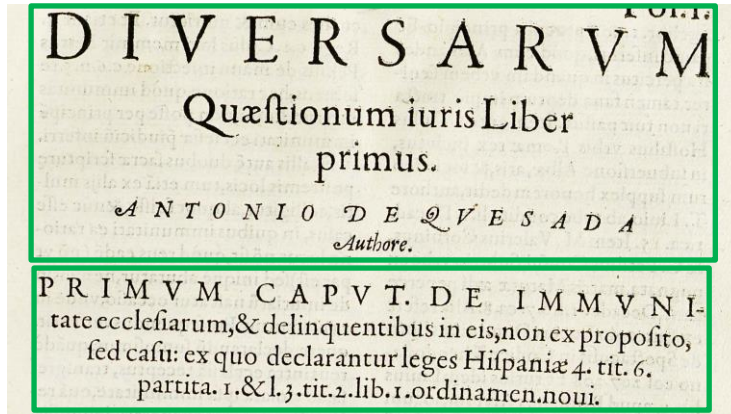 Fol.1.
DIVERSARVM
Quæſtionum iuris Liber
primus.
ANTONIO DE QVESADA
Authore.
PRIMVM CAPVT. DE IMMVNI-
tate eccleſiarum,& delinquentibus in eis,non ex propoſito,
ſed caſu: ex quo declarantur leges Hiſpaniæ 4. tit. 6.
partita. 1. & l.3.tit.2.lib.1.ordinamen.noui.